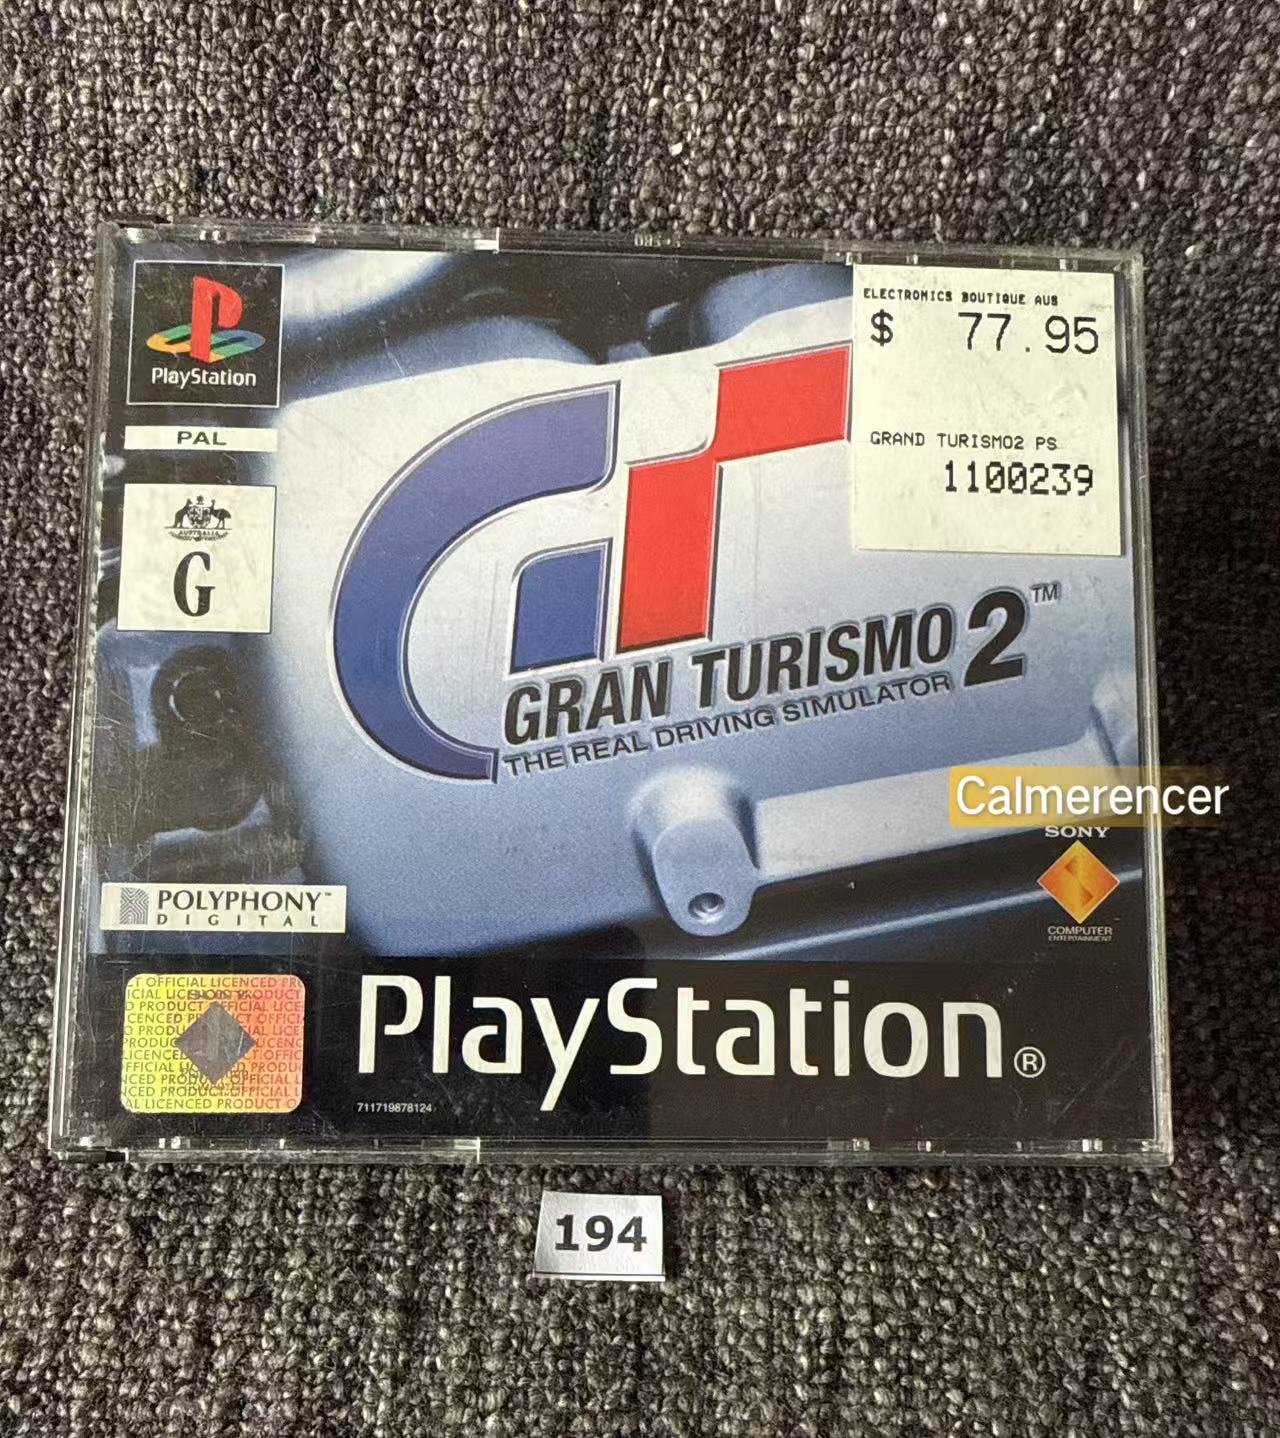 PlayStation
PAL
AUSTRALIA
G
ELECTRONICS BOUTIQUE AUS
$ 77.95
GRAND TURISMO2 PS
1100239
GRAN TURISMO 2™
THE REAL DRIVING SIMULATOR
Calmerencer
SONY
COMPUTER
ENTERTAINMENT
POLYPHONY™
DIGITAL
OFFICIAL LICENCED PRODUCT
SONY
PlayStation®
711719878124
194